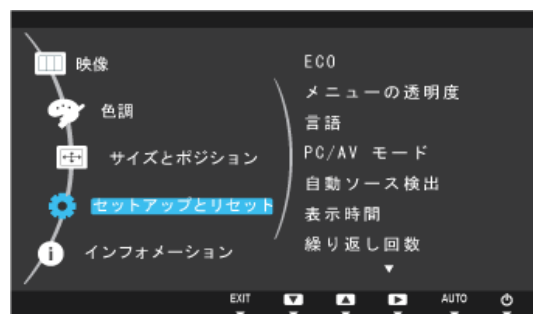 映像
色調
サイズとポジション
セットアップとリセット
インフォメーション
ECO
メニューの透明度
言語
PC/AV モード
自動ソース検出
表示時間
繰り返し回数
EXIT
AUTO